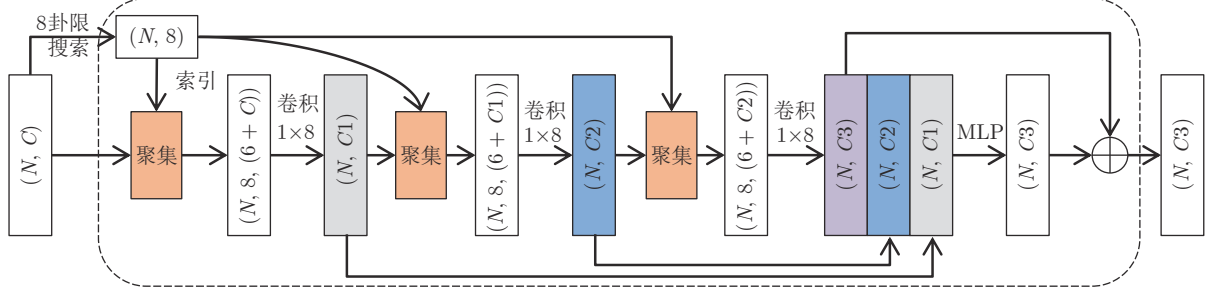 8卦限
搜索
(N, 8)
索引
(N, C)
聚集
(N, 8, (6 + C))
卷积
1×8
(N, C1)
聚集
(N, 8, (6 + C1))
卷积
1×8
(N, C2)
聚集
(N, 8, (6 + C2))
卷积
1×8
(N, C3)
(N, C2)
(N, C1)
MLP
(N, C3)
(N, C3)